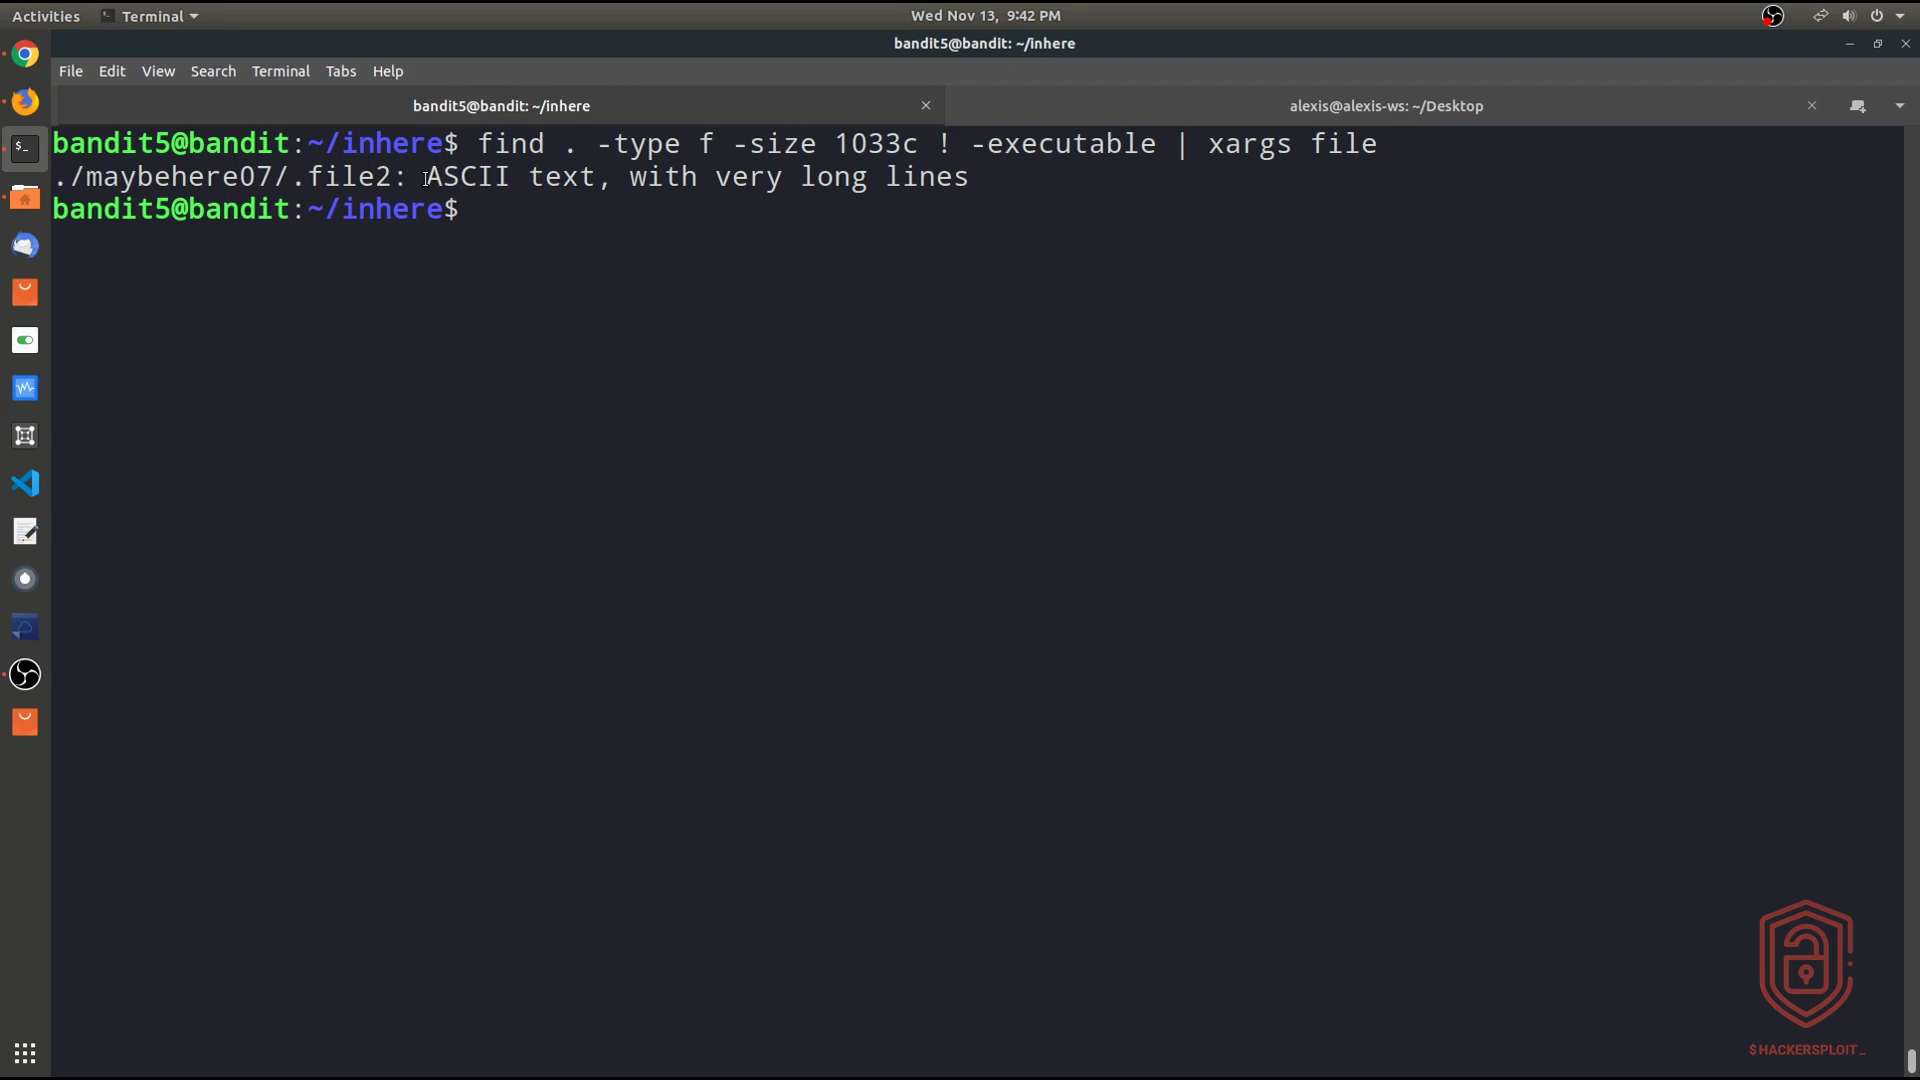 Activities
Terminal
Wed Nov 13, 9:42 PM
bandit5@bandit: ~/inhere
File Edit View Search Terminal Tabs Help
bandit5@bandit: ~/inhere
alexis@alexis-ws: ~/Desktop
bandit5@bandit:~/inhere$ find . -type f -size 1033c ! -executable | xargs file
./maybehere07/.file2: ASCII text, with very long lines
bandit5@bandit:~/inhere$
$HACKERSPLOIT_